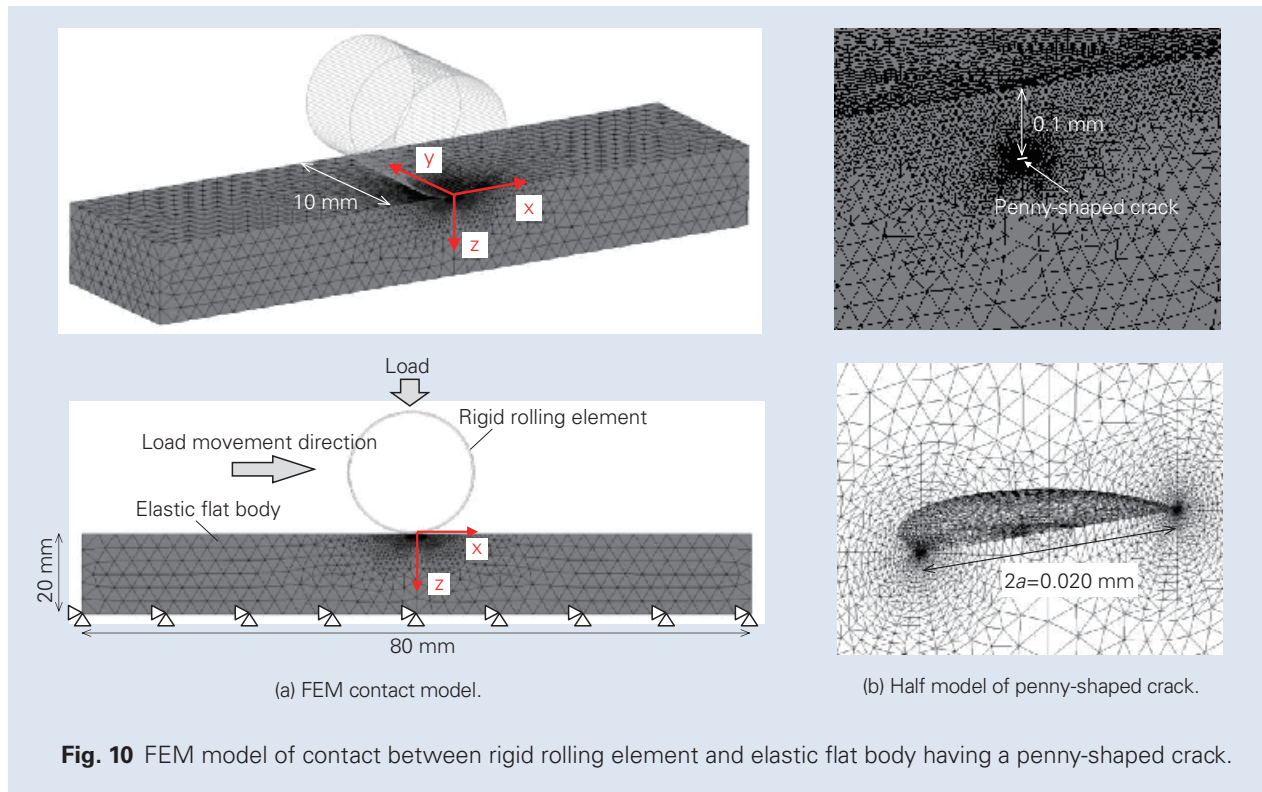 y
10 mm
x
z
0.1 mm
Penny-shaped crack
Load
Rigid rolling element
Load movement direction
Elastic flat body
x
z
20 mm
80 mm
2a=0.020 mm
(a) FEM contact model.
(b) Half model of penny-shaped crack.
Fig. 10 FEM model of contact between rigid rolling element and elastic flat body having a penny-shaped crack.